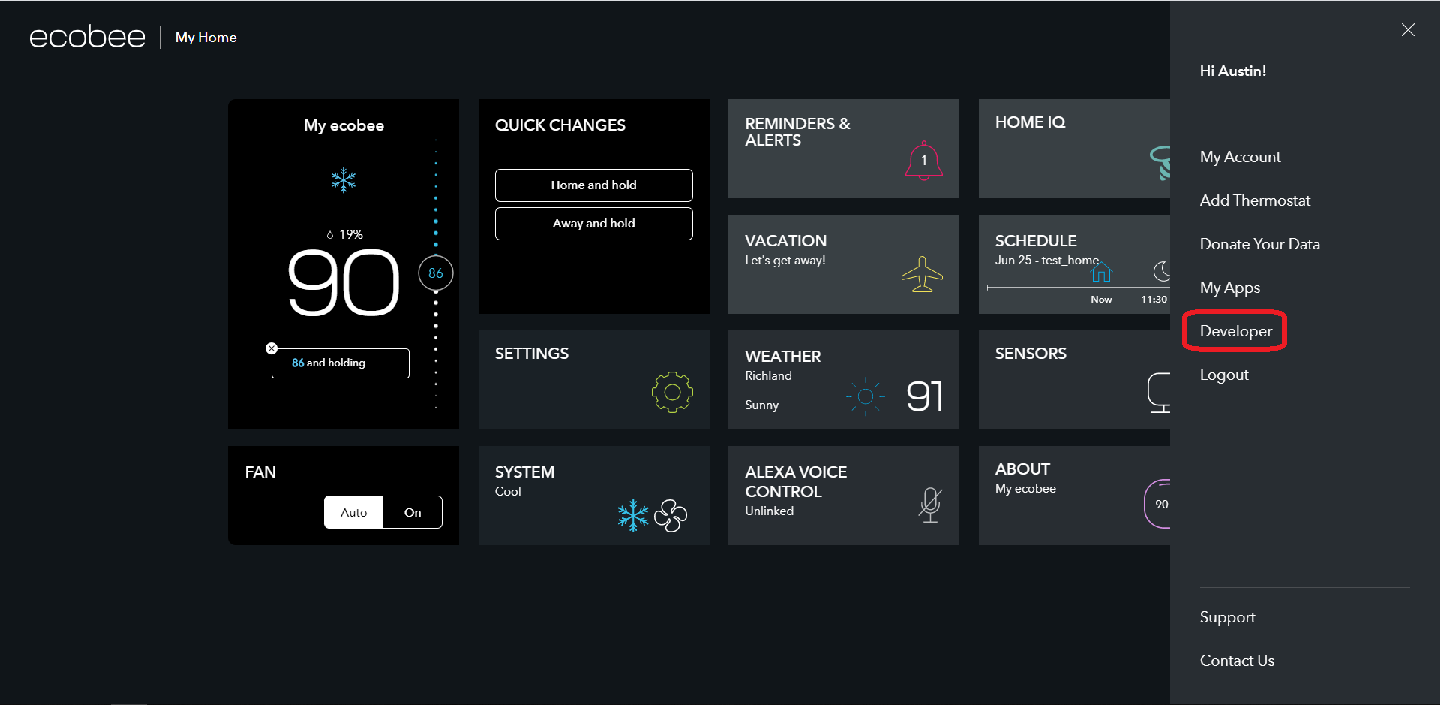 ecobee
My Home
My ecobee
19%
90
86
86 and holding
FAN
Auto
On
QUICK CHANGES
Home and hold
Away and hold
SETTINGS
SYSTEM
Cool
REMINDERS &
ALERTS
1
VACATION
Let's get away!
WEATHER
Richland
Sunny
91
ALEXA VOICE
CONTROL
Unlinked
HOME IQ
SCHEDULE
Jun 25 - test_home
Now
11:30
SENSORS
ABOUT
My ecobee
90
Hi Austin!
My Account
Add Thermostat
Donate Your Data
My Apps
Developer
Logout
Support
Contact Us